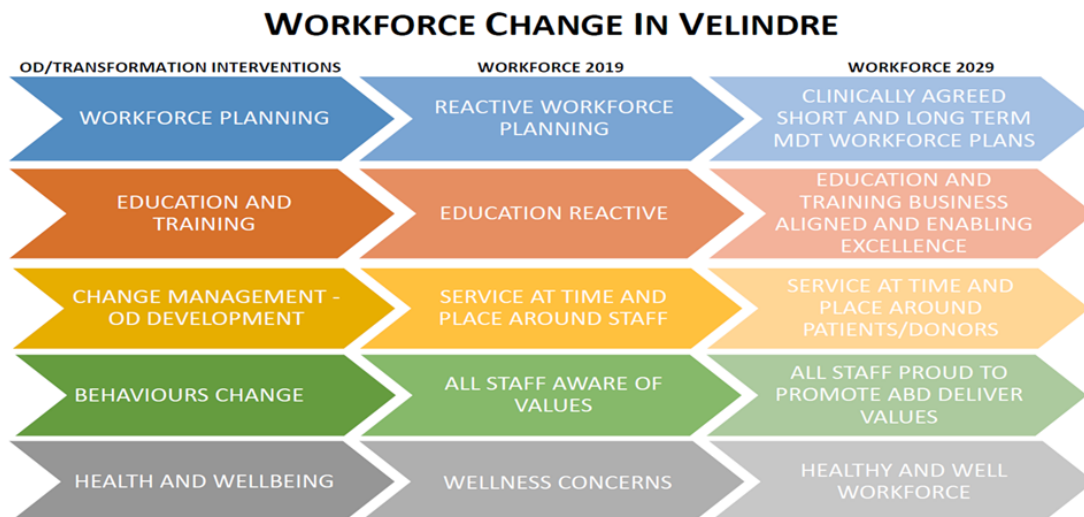 WORKFORCE CHANGE IN VELINDRE
OD/TRANSFORMATION INTERVENTIONS
WORKFORCE 2019
WORKFORCE 2029
WORKFORCE PLANNING
REACTIVE WORKFORCE
PLANNING
CLINICALLY AGREED
SHORT AND LONG TERM
MDT WORKFORCE PLANS
EDUCATION AND
TRAINING
EDUCATION REACTIVE
EDUCATION AND
TRAINING BUSINESS
ALIGNED AND ENABLING
EXCELLENCE
CHANGE MANAGEMENT -
OD DEVELOPMENT
SERVICE AT TIME AND
PLACE AROUND STAFF
SERVICE AT TIME AND
PLACE AROUND
PATIENTS/DONORS
BEHAVIOURS CHANGE
ALL STAFF AWARE OF
VALUES
ALL STAFF PROUD TO
PROMOTE ABD DELIVER
VALUES
HEALTH AND WELLBEING
WELLNESS CONCERNS
HEALTHY AND WELL
WORKFORCE